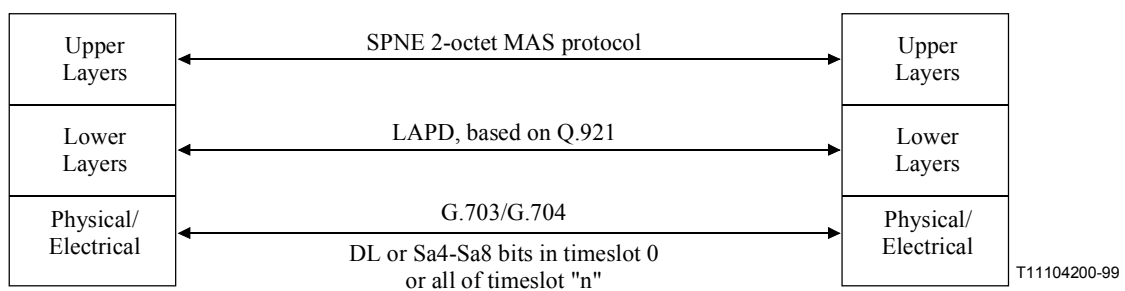 Upper
Layers
SPNE 2-octet MAS protocol
Upper
Layers
Lower
Layers
LAPD, based on Q.921
Lower
Layers
Physical/
Electrical
G.703/G.704
DL or Sa4-Sa8 bits in timeslot 0
or all of timeslot "n"
Physical/
Electrical
T11104200-99